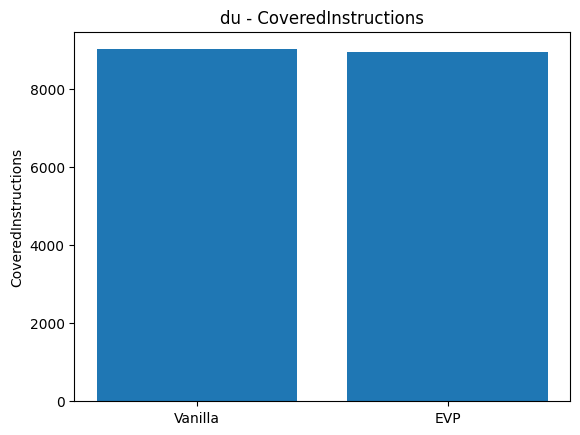 du - CoveredInstructions
CoveredInstructions
8000
6000
4000
2000
0
Vanilla
EVP